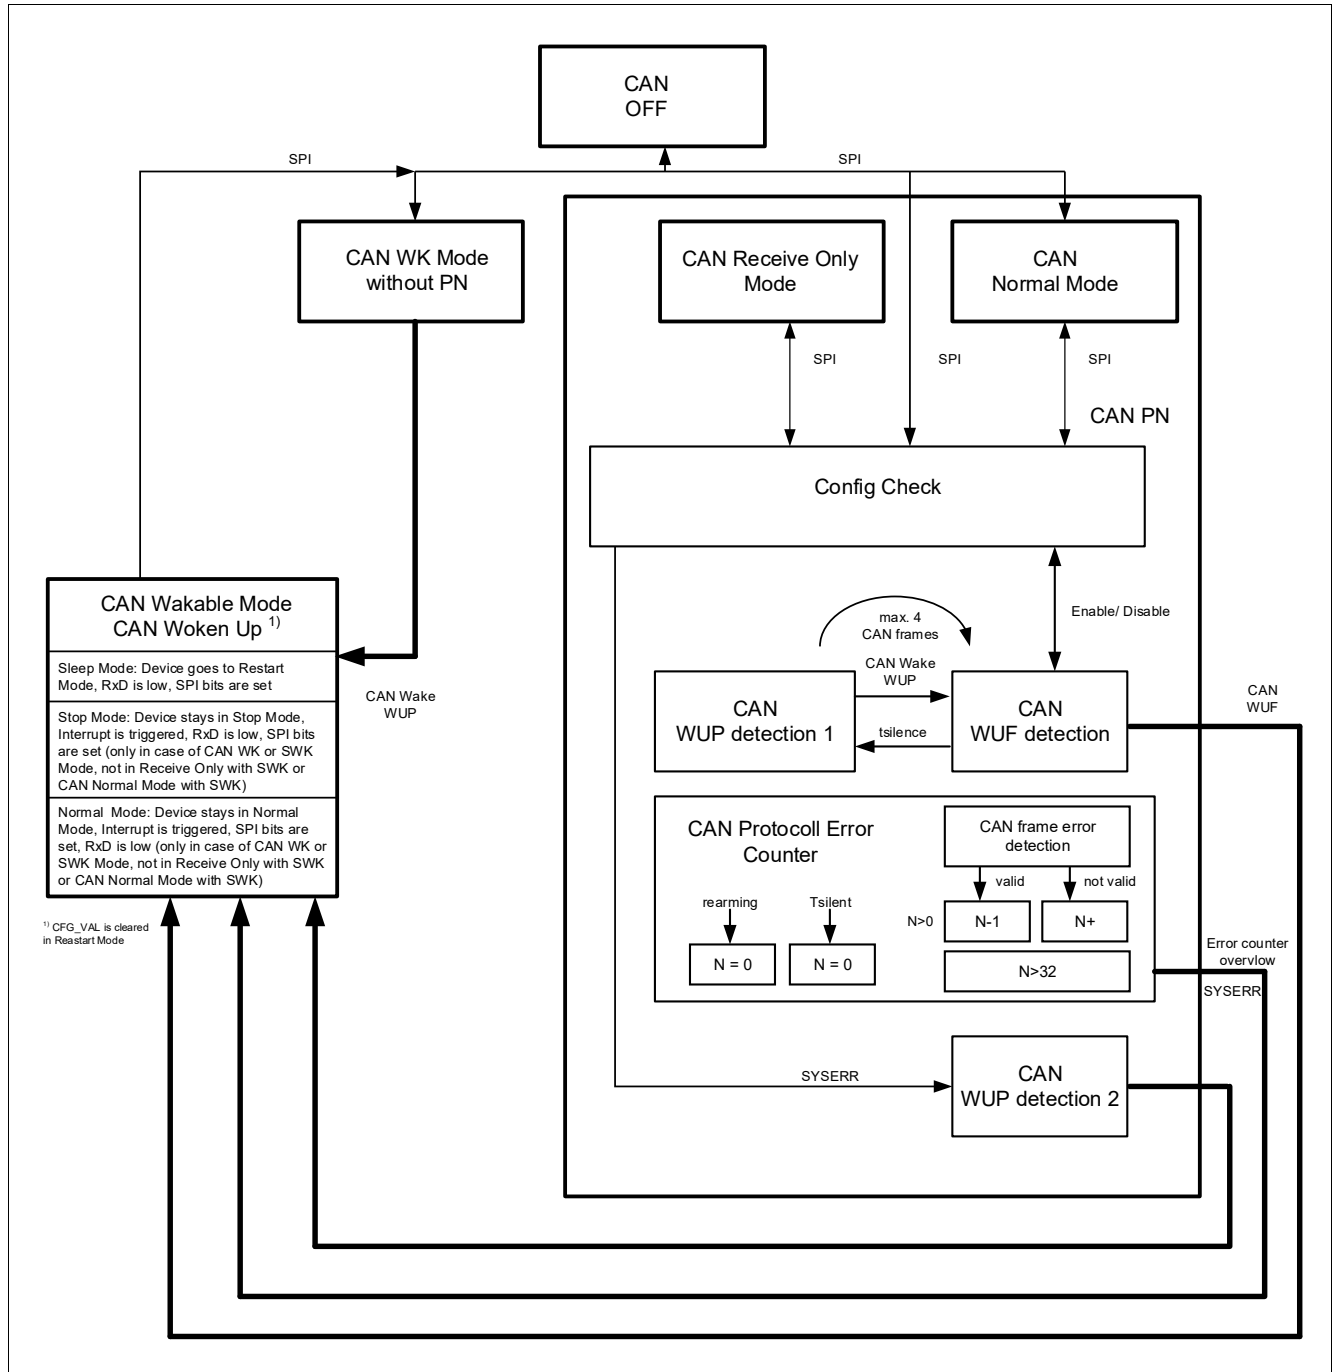 CAN
OFF
SPI
SPI
CAN WK Mode
without PN
CAN Receive Only
Mode
CAN
Normal Mode
SPI
SPI
SPI
CAN PN
Config Check
CAN Wakable Mode
CAN Woken Up 1)
Sleep Mode: Device goes to Restart
Mode, RxD is low, SPI bits are set
Stop Mode: Device stays in Stop Mode,
Interrupt is triggered, RxD is low, SPI bits
are set (only in case of CAN WK or SWK
Mode, not in Receive Only with SWK or
CAN Normal Mode with SWK)
Normal Mode: Device stays in Normal
Mode, Interrupt is triggered, SPI bits are
set, RxD is low (only in case of CAN WK or
SWK Mode, not in Receive Only with SWK
or CAN Normal Mode with SWK)
1) CFG_VAL is cleared
in Reastart Mode
CAN Wake
WUP
max. 4
CAN frames
Enable/ Disable
CAN Wake
WUP
CAN
WUP detection 1
tsilence
CAN
WUF detection
CAN
WUF
CAN Protocoll Error
Counter
CAN frame error
detection
valid
not valid
rearming
Tsilent
N>0
N-1
N+
N = 0
N = 0
N>32
Error counter
overvlow
SYSERR
SYSERR
CAN
WUP detection 2